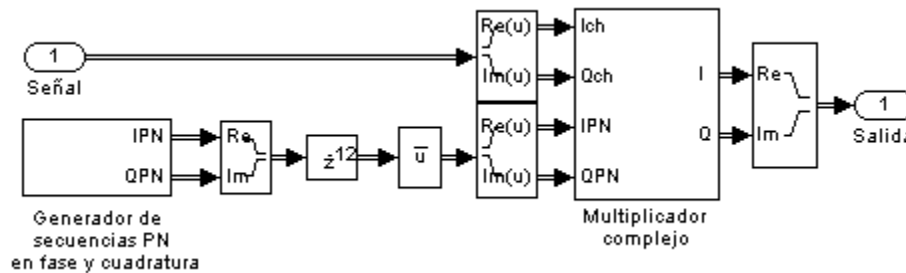 1
Señal
Re(u)
Im(u)
Ich
Qch
IPN
QPN
I
Q
Re
Im
1
Salida
IPN
QPN
Re
Im
z-12
u
Re(u)
Im(u)
Generador de
secuencias PN
en fase y cuadratura
Multiplicador
complejo